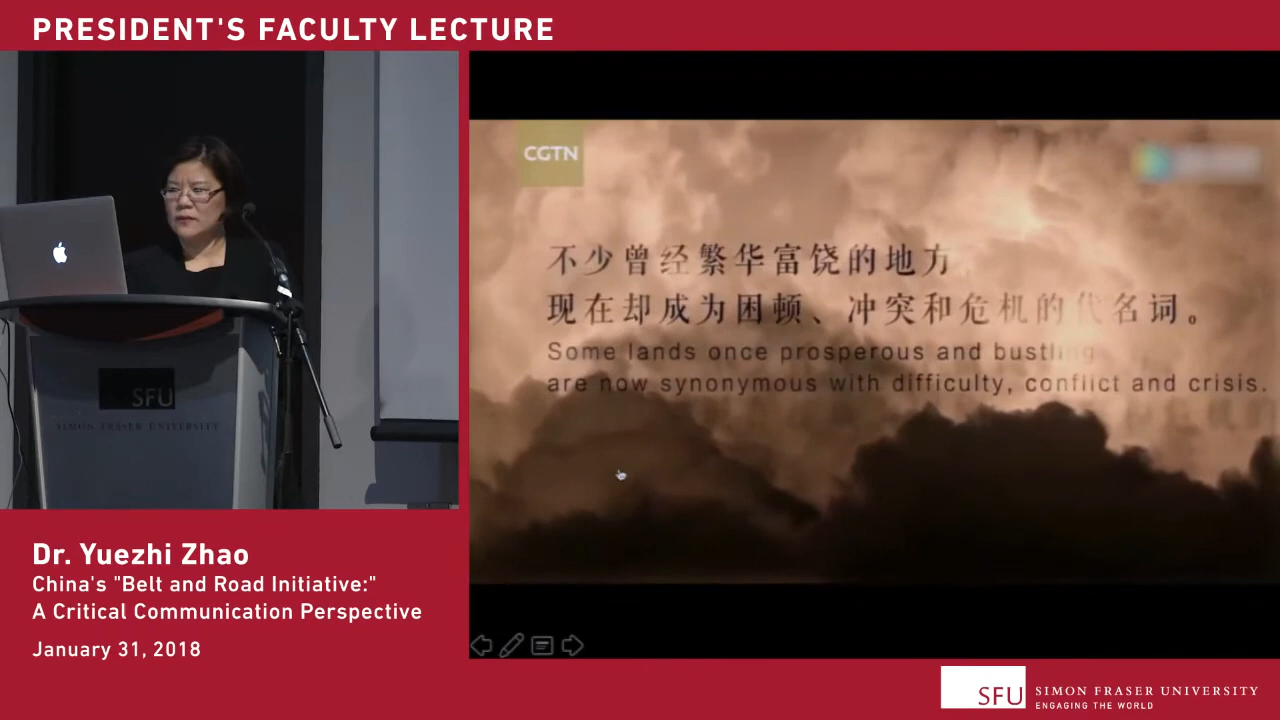 PRESIDENT'S FACULTY LECTURE
CGTN
不少曾经繁华富饶的地方
现在却成为困顿、冲突和危机的代名词。
Some lands once prosperous and bustling
are now synonymous with difficulty, conflict and crisis.
SFU
SIMON FRASER UNIVERSITY
Dr. Yuezhi Zhao
China's "Belt and Road Initiative:"
A Critical Communication Perspective
January 31, 2018
SFU
SIMON FRASER UNIVERSITY
ENGAGING THE WORLD